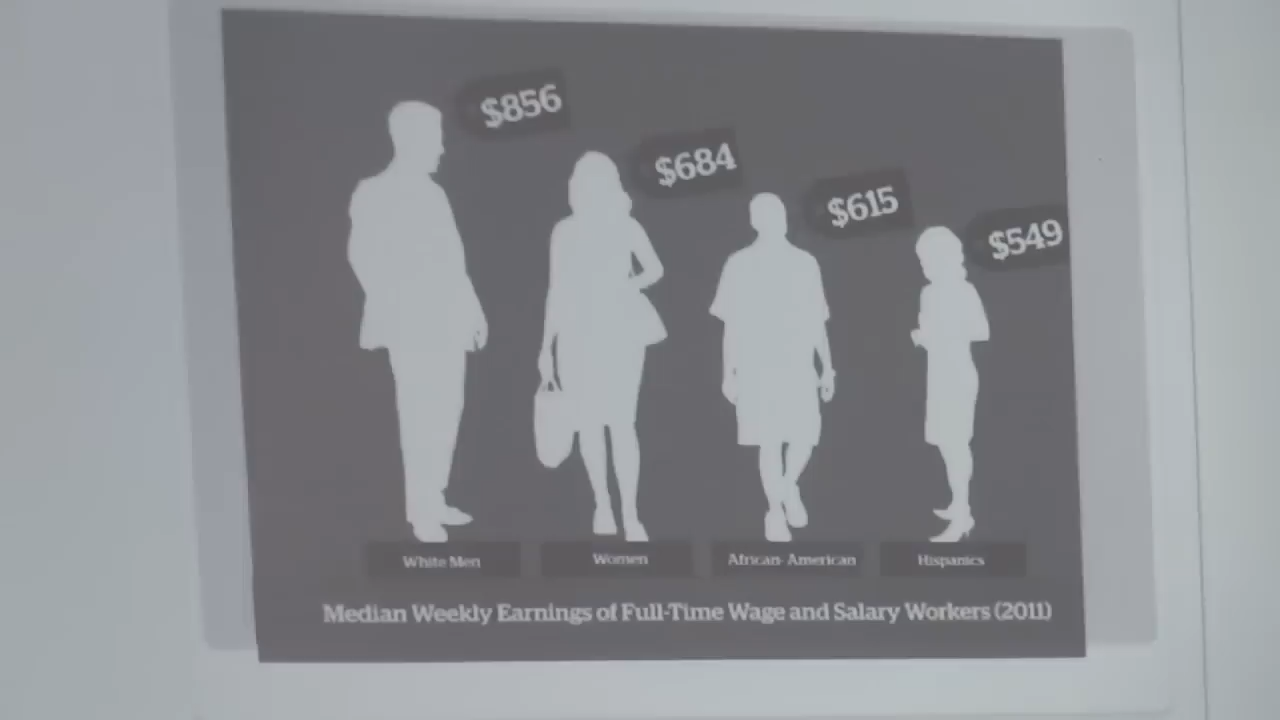 $856
$684
$615
$549
White Men
Women
African-American
Hispanics
Median Weekly Earnings of Full-Time Wage and Salary Workers (2011)